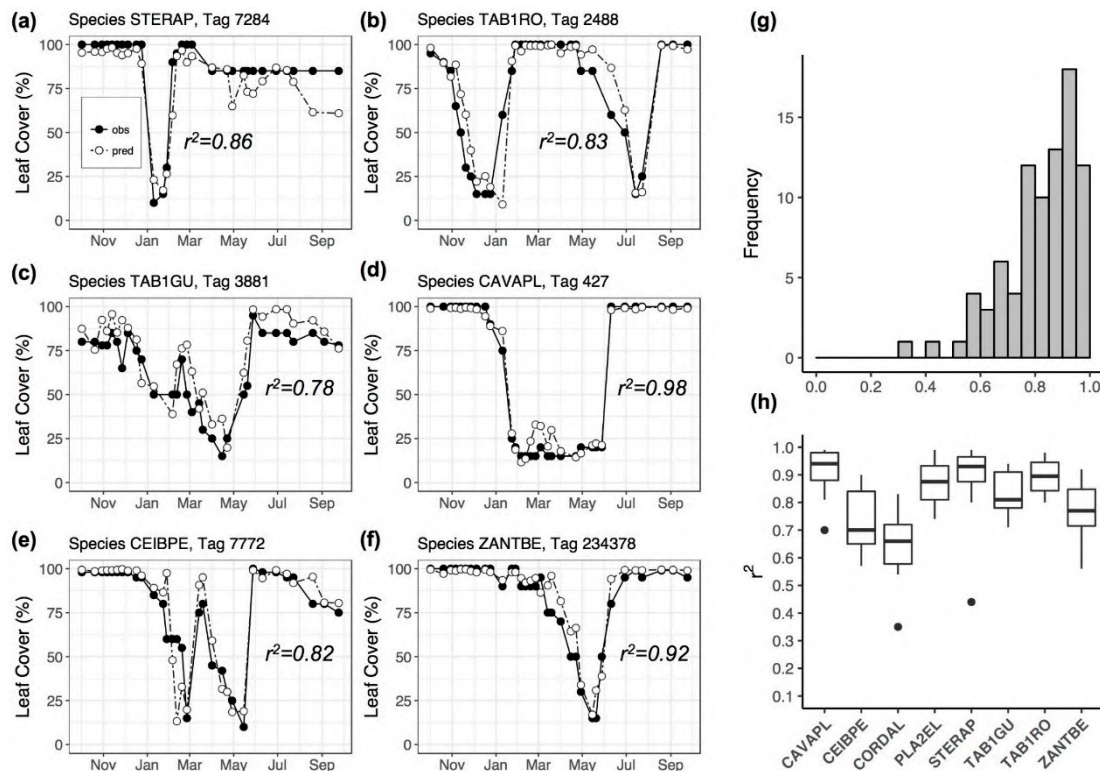 (a) Species STERAP, Tag 7284
Leaf Cover (%)
100
75
50
25
0
obs
pred
r²=0.86
Nov Jan Mar May Jul Sep
(b) Species TAB1RO, Tag 2488
Leaf Cover (%)
100
75
50
25
0
r²=0.83
Nov Jan Mar May Jul Sep
(c) Species TAB1GU, Tag 3881
Leaf Cover (%)
100
75
50
25
0
r²=0.78
Nov Jan Mar May Jul Sep
(d) Species CAVAPL, Tag 427
Leaf Cover (%)
100
75
50
25
0
r²=0.98
Nov Jan Mar May Jul Sep
(e) Species CEIBPE, Tag 7772
Leaf Cover (%)
100
75
50
25
0
r²=0.82
Nov Jan Mar May Jul Sep
(f) Species ZANTBE, Tag 234378
Leaf Cover (%)
100
75
50
25
0
r²=0.92
Nov Jan Mar May Jul Sep
(g)
Frequency
15
10
5
0
0.0 0.2 0.4 0.6 0.8 1.0
(h)
r²
1.0
0.9
0.8
0.7
0.6
0.5
0.4
0.3
0.2
0.1
CAVAPL
CEIBPE
CORDAL
PLA2EL
STERAP
TAB1GU
TAB1RO
ZANTBE